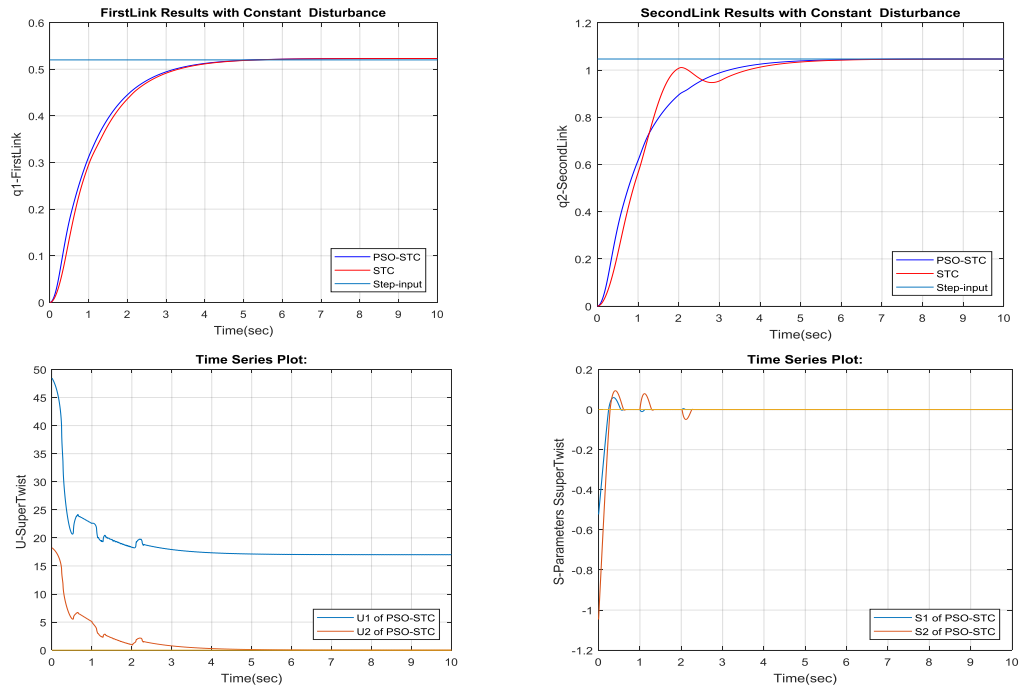 FirstLink Results with Constant  Disturbance
0.6
0.5
0.4
0.3
0.2
0.1
0
q1-FirstLink
PSO-STC
STC
Step-input
0 1 2 3 4 5 6 7 8 9 10
Time(sec)
SecondLink Results with Constant  Disturbance
1.2
1
0.8
0.6
0.4
0.2
0
q2-SecondLink
PSO-STC
STC
Step-input
0 1 2 3 4 5 6 7 8 9 10
Time(sec)
Time Series Plot:
50
45
40
35
30
25
20
15
10
5
0
U-SuperTwist
U1 of PSO-STC
U2 of PSO-STC
0 1 2 3 4 5 6 7 8 9 10
Time(sec)
Time Series Plot:
0.2
0
-0.2
-0.4
-0.6
-0.8
-1
-1.2
S-Parameters SsuperTwist
S1 of PSO-STC
S2 of PSO-STC
0 1 2 3 4 5 6 7 8 9 10
Time(sec)